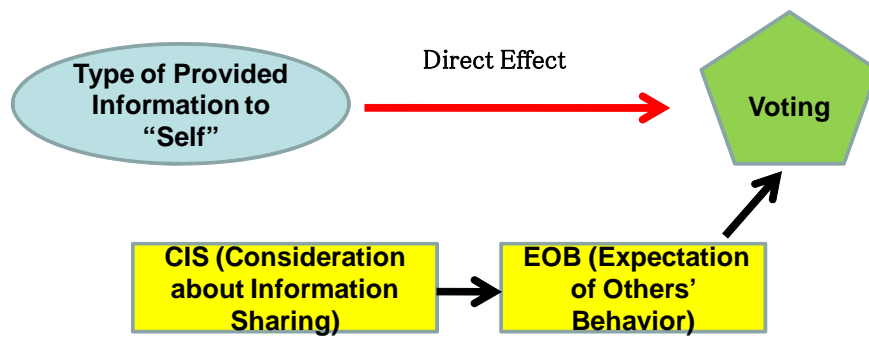 Type of Provided
Information to
“Self”
Direct Effect
Voting
CIS (Consideration
about Information
Sharing)
EOB (Expectation
of Others’
Behavior)